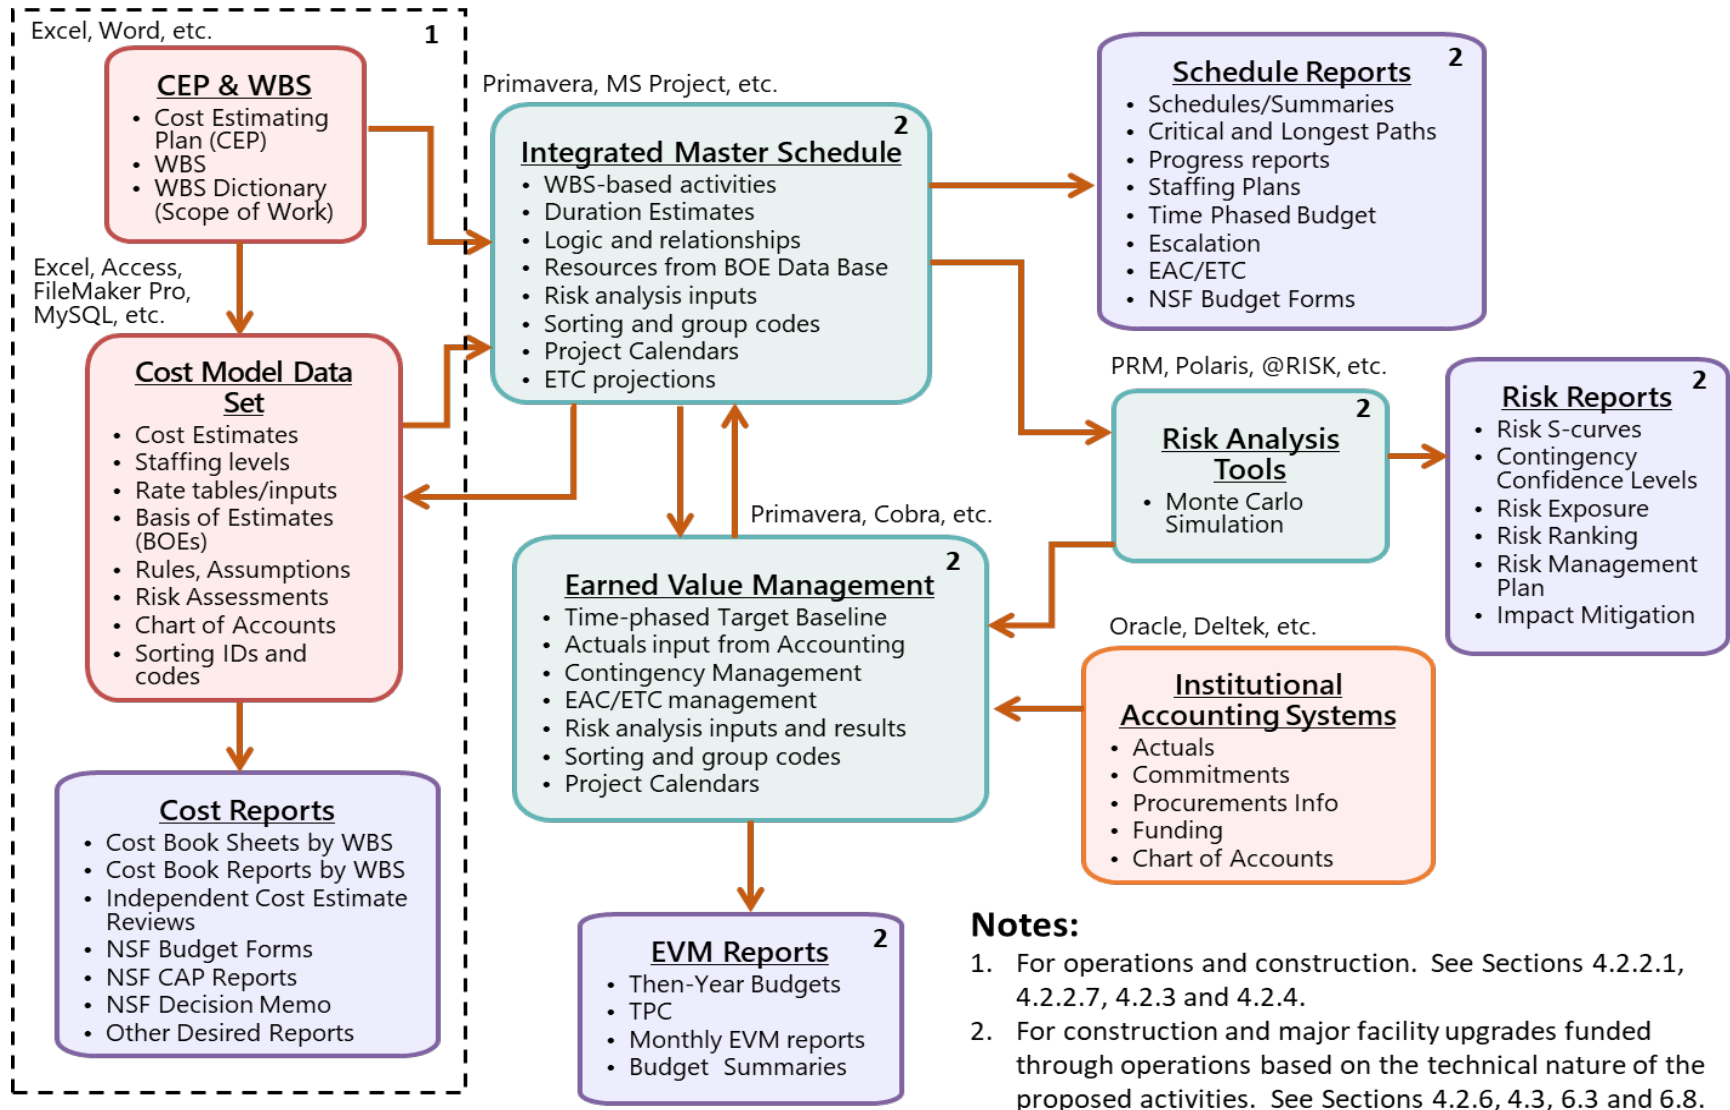 Excel, Word, etc.
1
CEP & WBS
• Cost Estimating
Plan (CEP)
• WBS
• WBS Dictionary
(Scope of Work)
Excel, Access,
FileMaker Pro,
MySQL, etc.
Cost Model Data
Set
• Cost Estimates
• Staffing levels
• Rate tables/inputs
• Basis of Estimates
(BOEs)
• Rules, Assumptions
• Risk Assessments
• Chart of Accounts
• Sorting IDs and
codes
Cost Reports
• Cost Book Sheets by WBS
• Cost Book Reports by WBS
• Independent Cost Estimate
Reviews
• NSF Budget Forms
• NSF CAP Reports
• NSF Decision Memo
• Other Desired Reports
Primavera, MS Project, etc.
2
Integrated Master Schedule
• WBS-based activities
• Duration Estimates
• Logic and relationships
• Resources from BOE Data Base
• Risk analysis inputs
• Sorting and group codes
• Project Calendars
• ETC projections
Primavera, Cobra, etc.
2
Earned Value Management
• Time-phased Target Baseline
• Actuals input from Accounting
• Contingency Management
• EAC/ETC management
• Risk analysis inputs and results
• Sorting and group codes
• Project Calendars
2
EVM Reports
• Then-Year Budgets
• TPC
• Monthly EVM reports
• Budget Summaries
2
Schedule Reports
• Schedules/Summaries
• Critical and Longest Paths
• Progress reports
• Staffing Plans
• Time Phased Budget
• Escalation
• EAC/ETC
• NSF Budget Forms
PRM, Polaris, @RISK, etc.
2
Risk Analysis
Tools
• Monte Carlo
Simulation
2
Risk Reports
• Risk S-curves
• Contingency
Confidence Levels
• Risk Exposure
• Risk Ranking
• Risk Management
Plan
• Impact Mitigation
Oracle, Deltek, etc.
Institutional
Accounting Systems
• Actuals
• Commitments
• Procurements Info
• Funding
• Chart of Accounts
Notes:
1. For operations and construction. See Sections 4.2.2.1,
4.2.2.7, 4.2.3 and 4.2.4.
2. For construction and major facility upgrades funded
through operations based on the technical nature of the
proposed activities. See Sections 4.2.6, 4.3, 6.3 and 6.8.